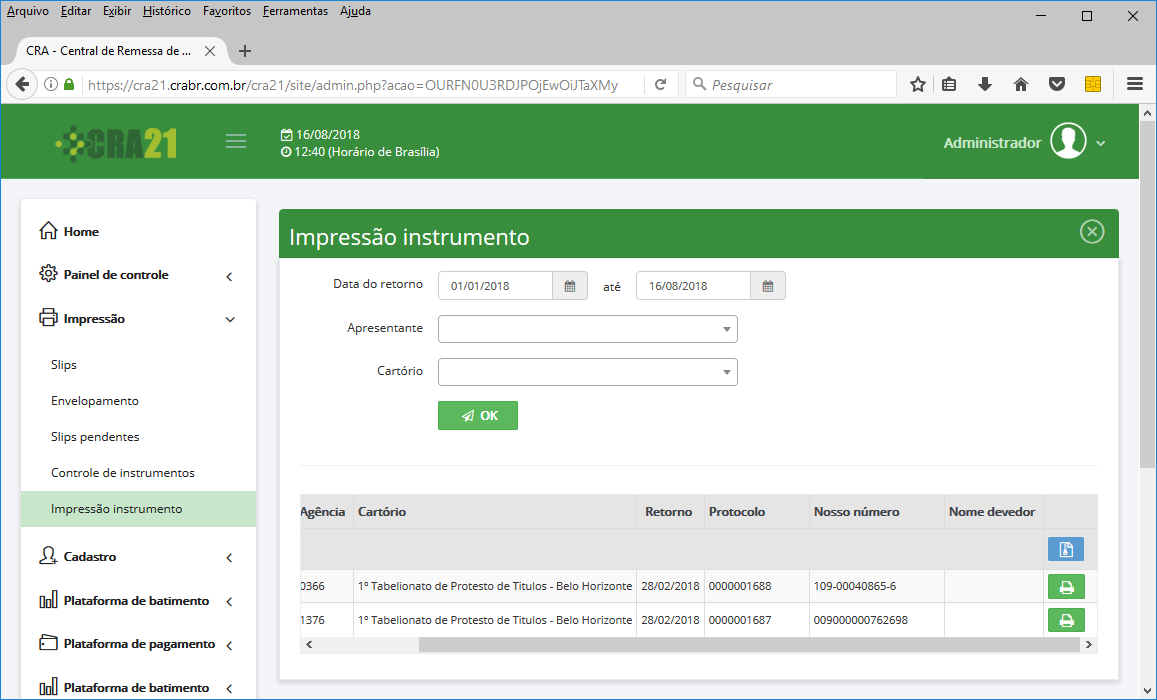 Arquivo Editar Exibir Histórico Favoritos Ferramentas Ajuda
CRA - Central de Remessa de ...
https://cra21.crabr.com.br/cra21/site/admin.php?acao=OURFN0U3RDJPOjEwOiJTaXMy
Pesquisar
CRA21
16/08/2018
12:40 (Horário de Brasília)
Administrador
Home
Painel de controle
Impressão
Slips
Envelopamento
Slips pendentes
Controle de instrumentos
Impressão instrumento
Cadastro
Plataforma de batimento
Plataforma de pagamento
Plataforma de batimento
Impressão instrumento
Data do retorno 01/01/2018 até 16/08/2018
Apresentante
Cartório
OK
Agência Cartório Retorno Protocolo Nosso número Nome devedor
0366 1º Tabelionato de Protesto de Titulos - Belo Horizonte 28/02/2018 0000001688 109-00040865-6
1376 1º Tabelionato de Protesto de Titulos - Belo Horizonte 28/02/2018 0000001687 009000000762698